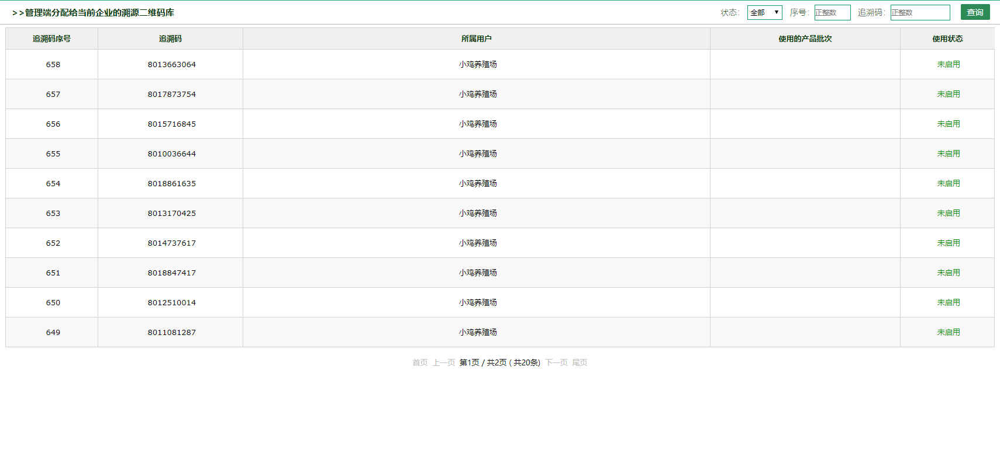 >>管理端分配给当前企业的溯源二维码库 状态: 全部 ▼ 序号: 正整数 追溯码: 正整数 查询
追溯码序号 追溯码 所属用户 使用的产品批次 使用状态
658 8013663064 小鸡养殖场 未启用
657 8017873754 小鸡养殖场 未启用
656 8015716845 小鸡养殖场 未启用
655 8010036644 小鸡养殖场 未启用
654 8018861635 小鸡养殖场 未启用
653 8013170425 小鸡养殖场 未启用
652 8014737617 小鸡养殖场 未启用
651 8018847417 小鸡养殖场 未启用
650 8012510014 小鸡养殖场 未启用
649 8011081287 小鸡养殖场 未启用
首页 上一页 第1页 / 共2页 ( 共20条) 下一页 尾页